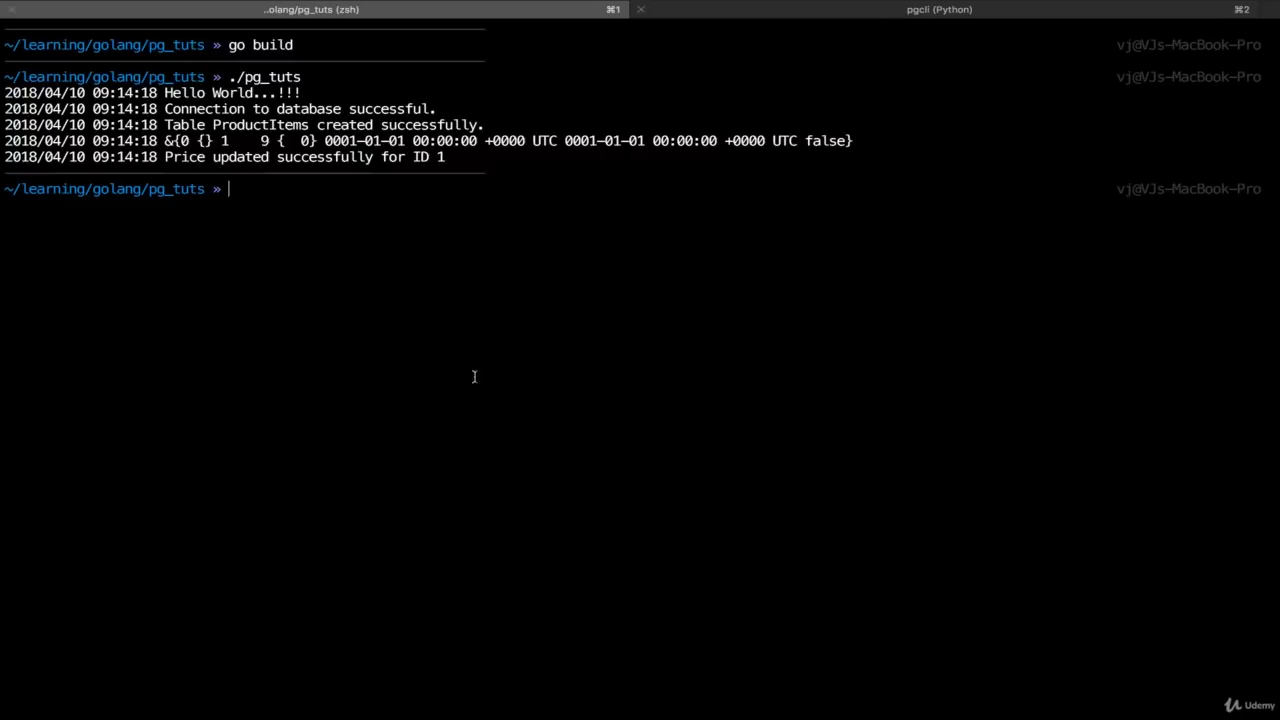 ..olang/pg_tuts (zsh) ⌘1 pgcli (Python) ⌘2
~/learning/golang/pg_tuts » go build vj@VJs-MacBook-Pro
~/learning/golang/pg_tuts » ./pg_tuts vj@VJs-MacBook-Pro
2018/04/10 09:14:18 Hello World...!!!
2018/04/10 09:14:18 Connection to database successful.
2018/04/10 09:14:18 Table ProductItems created successfully.
2018/04/10 09:14:18 &{0 {} 1    9 {  0} 0001-01-01 00:00:00 +0000 UTC 0001-01-01 00:00:00 +0000 UTC false}
2018/04/10 09:14:18 Price updated successfully for ID 1
~/learning/golang/pg_tuts » vj@VJs-MacBook-Pro
Udemy